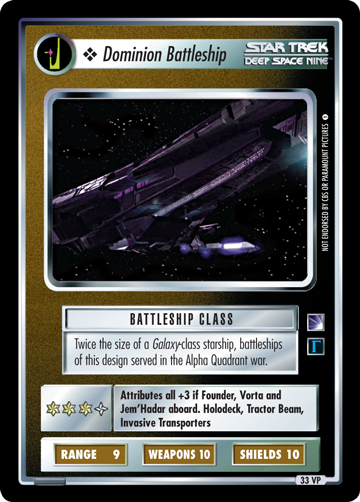 ❖ Dominion Battleship
STAR TREK
DEEP SPACE NINE™
NOT ENDORSED BY CBS OR PARAMOUNT PICTURES
BATTLESHIP CLASS
Twice the size of a Galaxy-class starship, battleships
of this design served in the Alpha Quadrant war.
Attributes all +3 if Founder, Vorta and
Jem'Hadar aboard. Holodeck, Tractor Beam,
Invasive Transporters
RANGE 9
WEAPONS 10
SHIELDS 10
33 VP